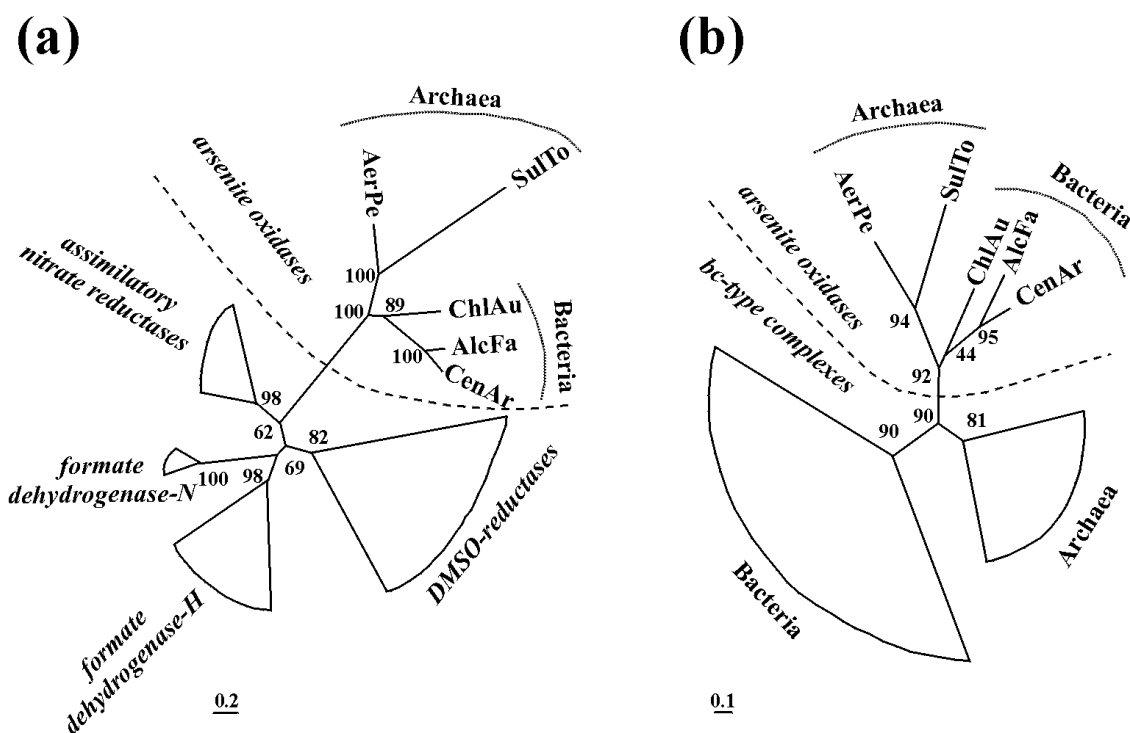 (a)
Archaea
arsenite oxidases
AerPe
SulTo
assimilatory
nitrate reductases
100
100
89
ChlAu
AlcFa
100
CenAr
Bacteria
98
62
82
69
formate
dehydrogenase-N
100
98
DMSO-reductases
formate
dehydrogenase-H
0.2
(b)
Archaea
Bacteria
arsenite oxidases
bc-type complexes
AerPe
SulTo
ChlAu
AlcFa
CenAr
94
95
44
92
90
90
81
Archaea
Bacteria
0.1